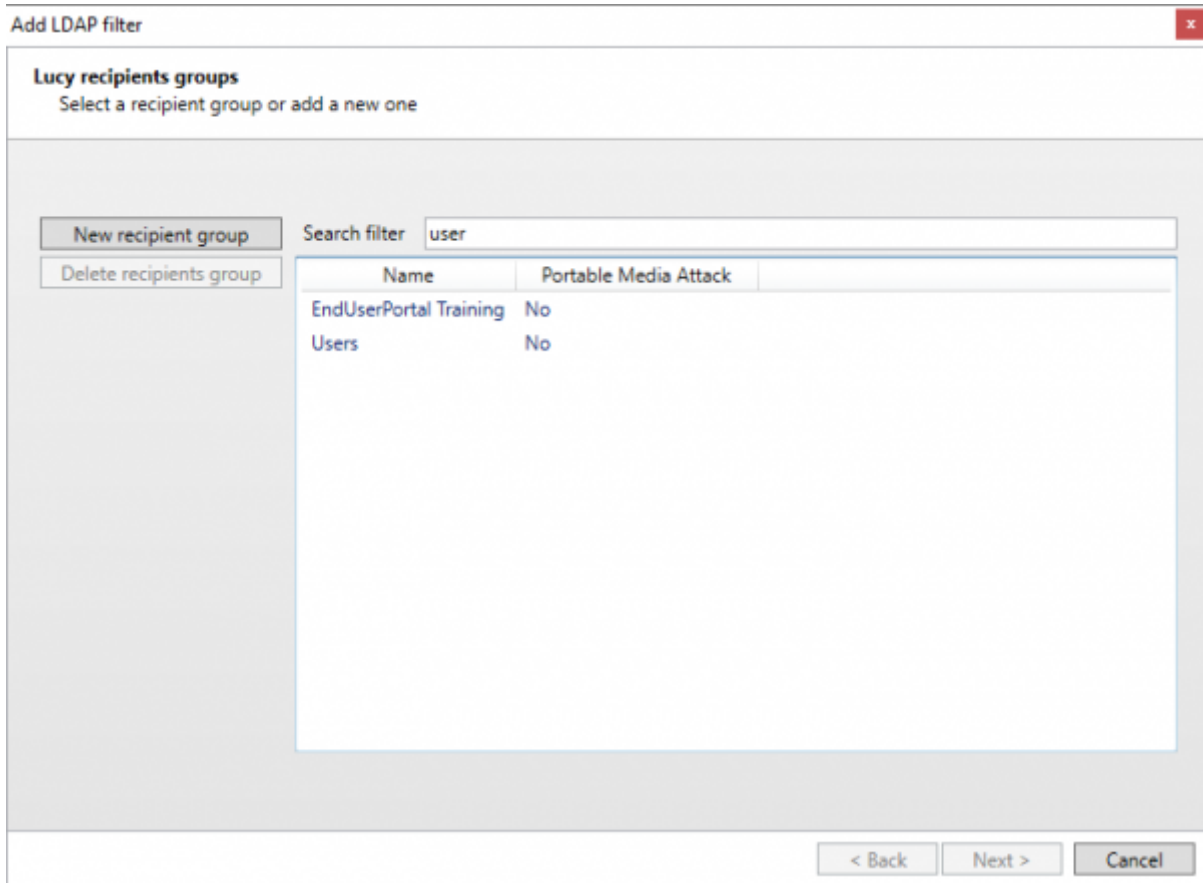 Add LDAP filter
x
Lucy recipients groups
Select a recipient group or add a new one
New recipient group
Search filter user
Delete recipients group
Name Portable Media Attack
EndUserPortal Training No
Users No
< Back Next > Cancel